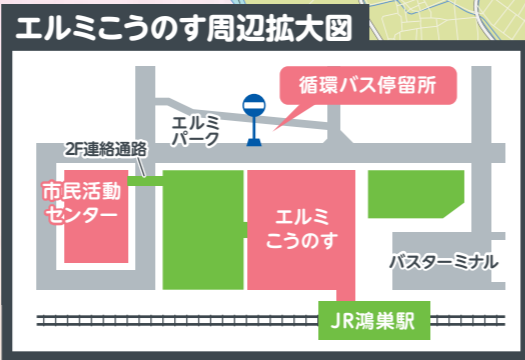 エルミこうのす周辺拡大図
循環バス停留所
エルミ
パーク
2F連絡通路
市民活動
センター
エルミ
こうのす
バスターミナル
JR鴻巣駅